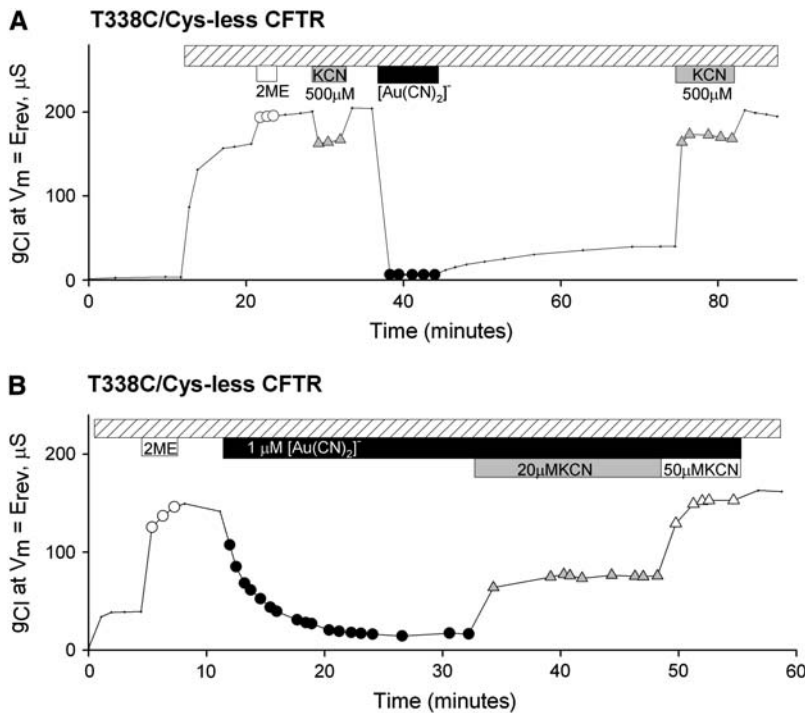 A
T338C/Cys-less CFTR
KCN
KCN
2ME 500µM [Au(CN)2]⁻ 500µM
200
100
0
gCl at Vm = Erev, µS
0 20 40 60 80
Time (minutes)
B
T338C/Cys-less CFTR
2ME 1 µM [Au(CN)2]⁻
20µMKCN 50µMKCN
200
100
0
gCl at Vm = Erev, µS
0 10 20 30 40 50 60
Time (minutes)